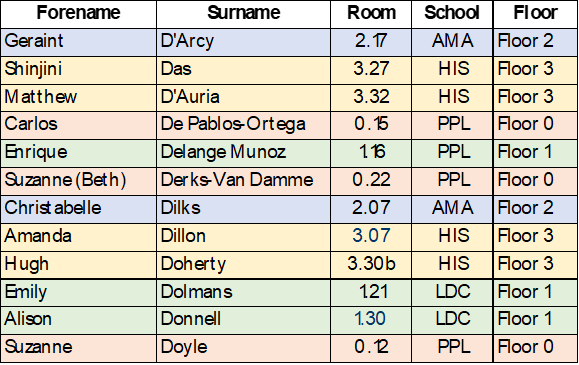 Forename Surname Room School Floor
Geraint D'Arcy 2.17 AMA Floor 2
Shinjini Das 3.27 HIS Floor 3
Matthew D'Auria 3.32 HIS Floor 3
Carlos De Pablos-Ortega 0.15 PPL Floor 0
Enrique Delange Munoz 1.16 PPL Floor 1
Suzanne (Beth) Derks-Van Damme 0.22 PPL Floor 0
Christabelle Dilks 2.07 AMA Floor 2
Amanda Dillon 3.07 HIS Floor 3
Hugh Doherty 3.30b HIS Floor 3
Emily Dolmans 1.21 LDC Floor 1
Alison Donnell 1.30 LDC Floor 1
Suzanne Doyle 0.12 PPL Floor 0